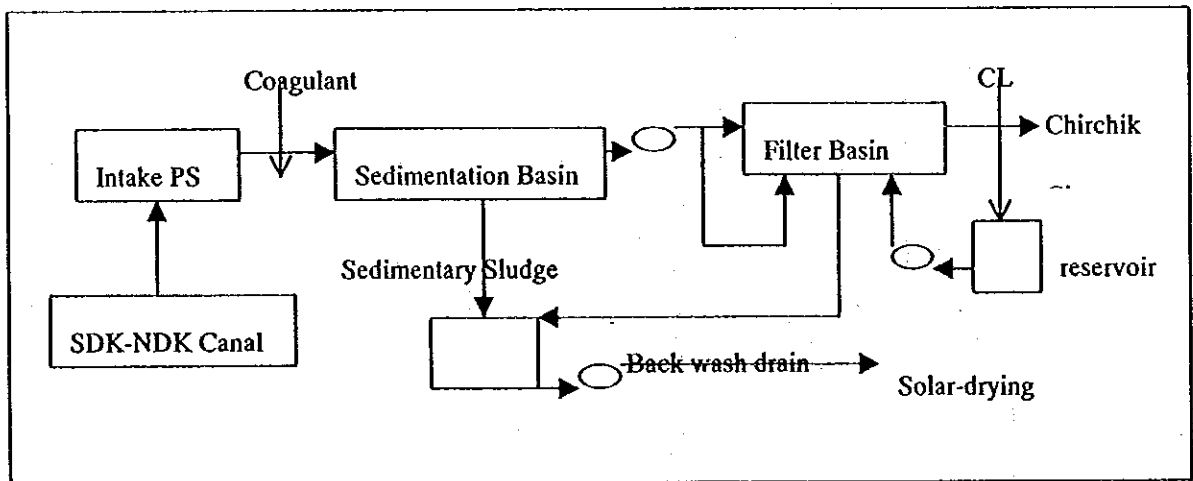 Coagulant
CL
Chirchik
Intake PS
Sedimentation Basin
Filter Basin
Sedimentary Sludge
reservoir
SDK-NDK Canal
Back wash drain
Solar-drying